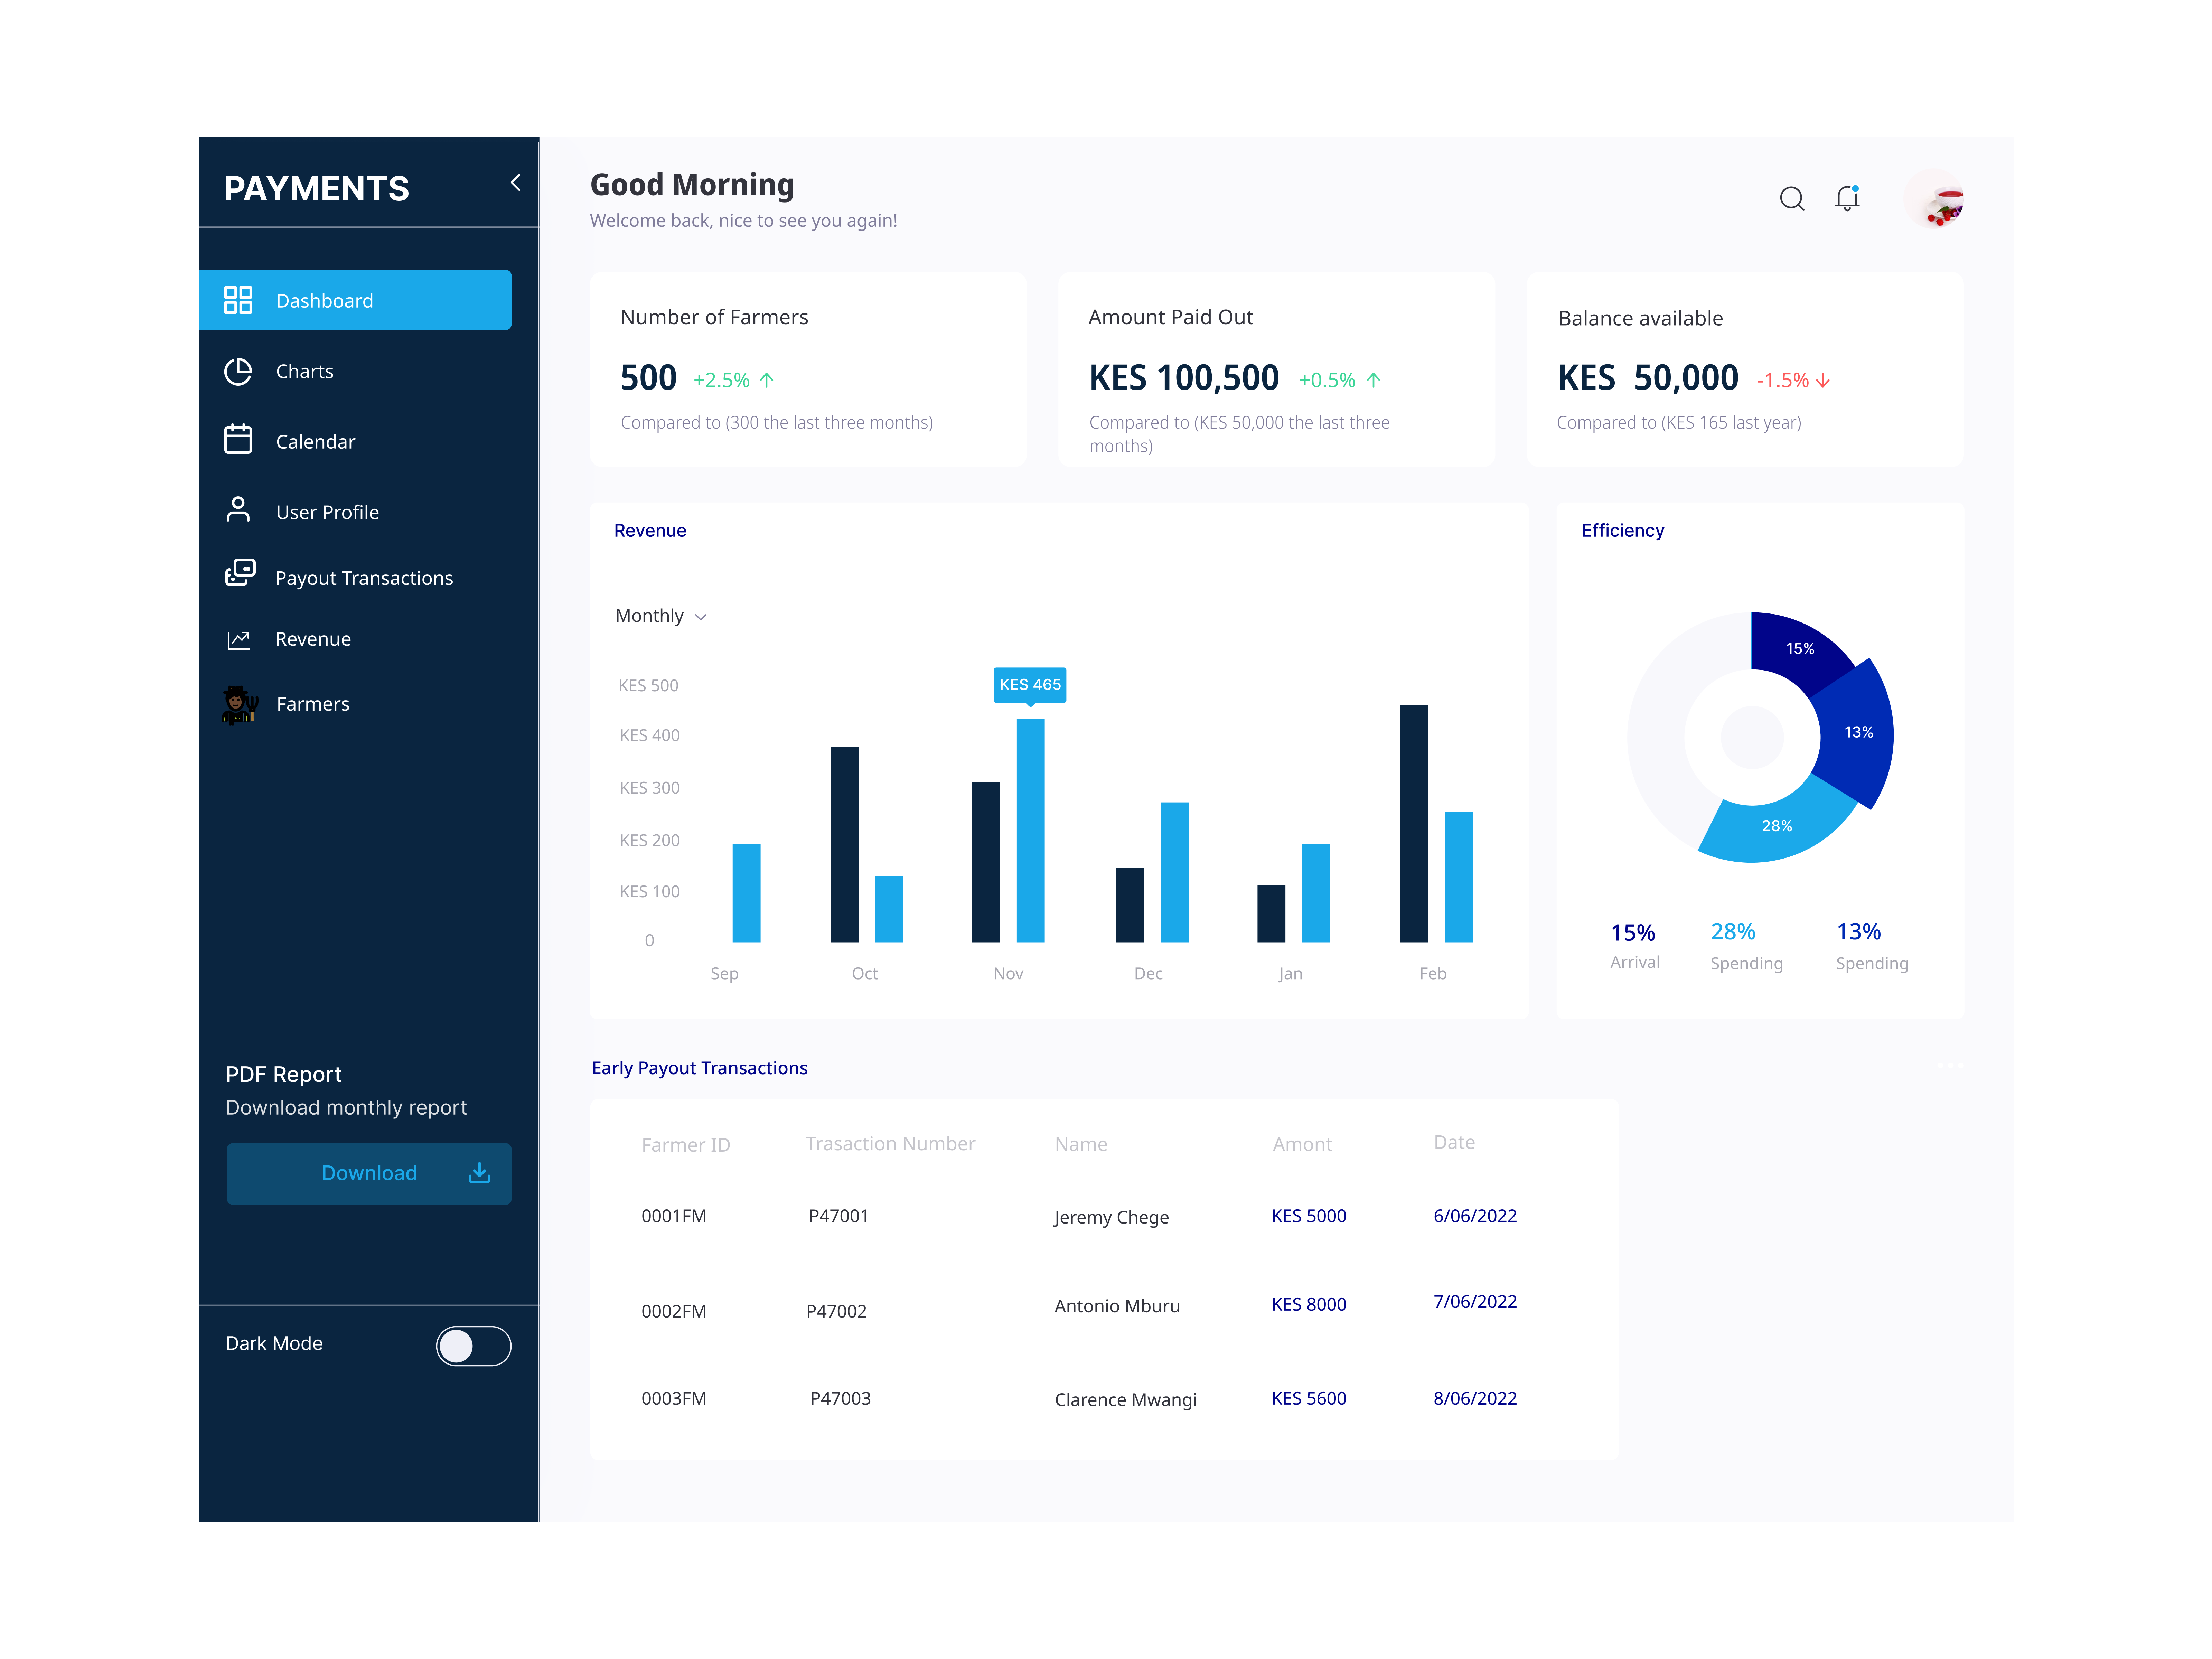 PAYMENTS
Dashboard
Charts
Calendar
User Profile
Payout Transactions
Revenue
Farmers
PDF Report
Download monthly report
Download
Dark Mode
Good Morning
Welcome back, nice to see you again!
Number of Farmers
500 +2.5%
Compared to (300 the last three months)
Amount Paid Out
KES 100,500 +0.5%
Compared to (KES 50,000 the last three
months)
Balance available
KES 50,000 -1.5%
Compared to (KES 165 last year)
Revenue
Monthly
KES 500
KES 400
KES 300
KES 200
KES 100
0
KES 465
Sep Oct Nov Dec Jan Feb
Efficiency
15%
13%
28%
15% 28% 13%
Arrival Spending Spending
Early Payout Transactions
Farmer ID Trasaction Number Name Amont Date
0001FM P47001 Jeremy Chege KES 5000 6/06/2022
0002FM P47002 Antonio Mburu KES 8000 7/06/2022
0003FM P47003 Clarence Mwangi KES 5600 8/06/2022